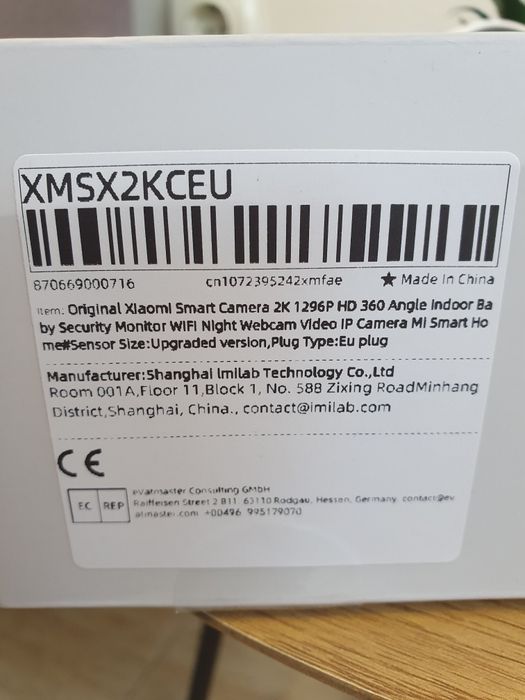 XMSX2KCEU
870669000716 cn1072395242xmfae ★ Made In China
Item: Original Xiaomi Smart Camera 2K 1296P HD 360 Angle Indoor Ba
by Security Monitor WIFI Night Webcam Video IP Camera Mi Smart Ho
me#Sensor Size:Upgraded version,Plug Type:Eu plug
Manufacturer:Shanghai Imilab Technology Co.,Ltd
Room 001A,Floor 11,Block 1, No. 588 Zixing RoadMinhang
District,Shanghai, China., contact@imilab.com
CE
EC REP
eVatmaster Consulting GMBH
Raiffeisen Street 2 B11, 63110 Rodgau, Hessen, Germany, contact@ev
atmaster.com +00496 995179070